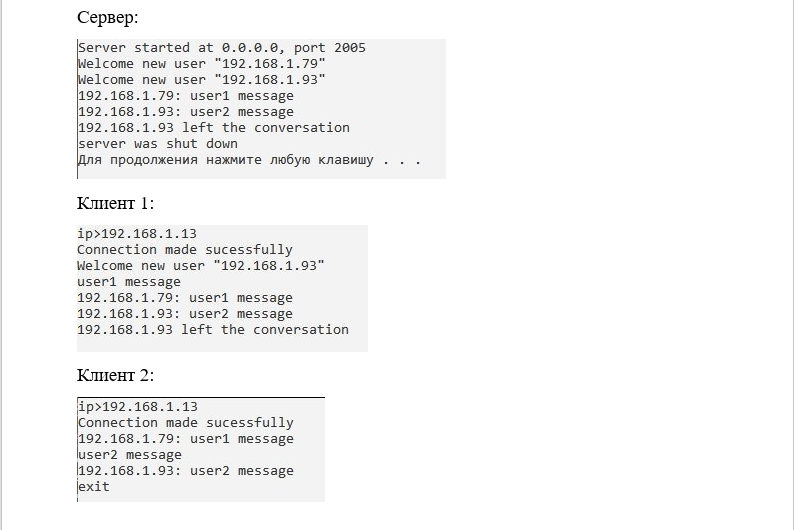 Сервер:
Server started at 0.0.0.0, port 2005
Welcome new user "192.168.1.79"
Welcome new user "192.168.1.93"
192.168.1.79: user1 message
192.168.1.93: user2 message
192.168.1.93 left the conversation
server was shut down
Для продолжения нажмите любую клавишу . . .
Клиент 1:
ip>192.168.1.13
Connection made sucessfully
Welcome new user "192.168.1.93"
user1 message
192.168.1.79: user1 message
192.168.1.93: user2 message
192.168.1.93 left the conversation
Клиент 2:
ip>192.168.1.13
Connection made sucessfully
192.168.1.79: user1 message
user2 message
192.168.1.93: user2 message
exit